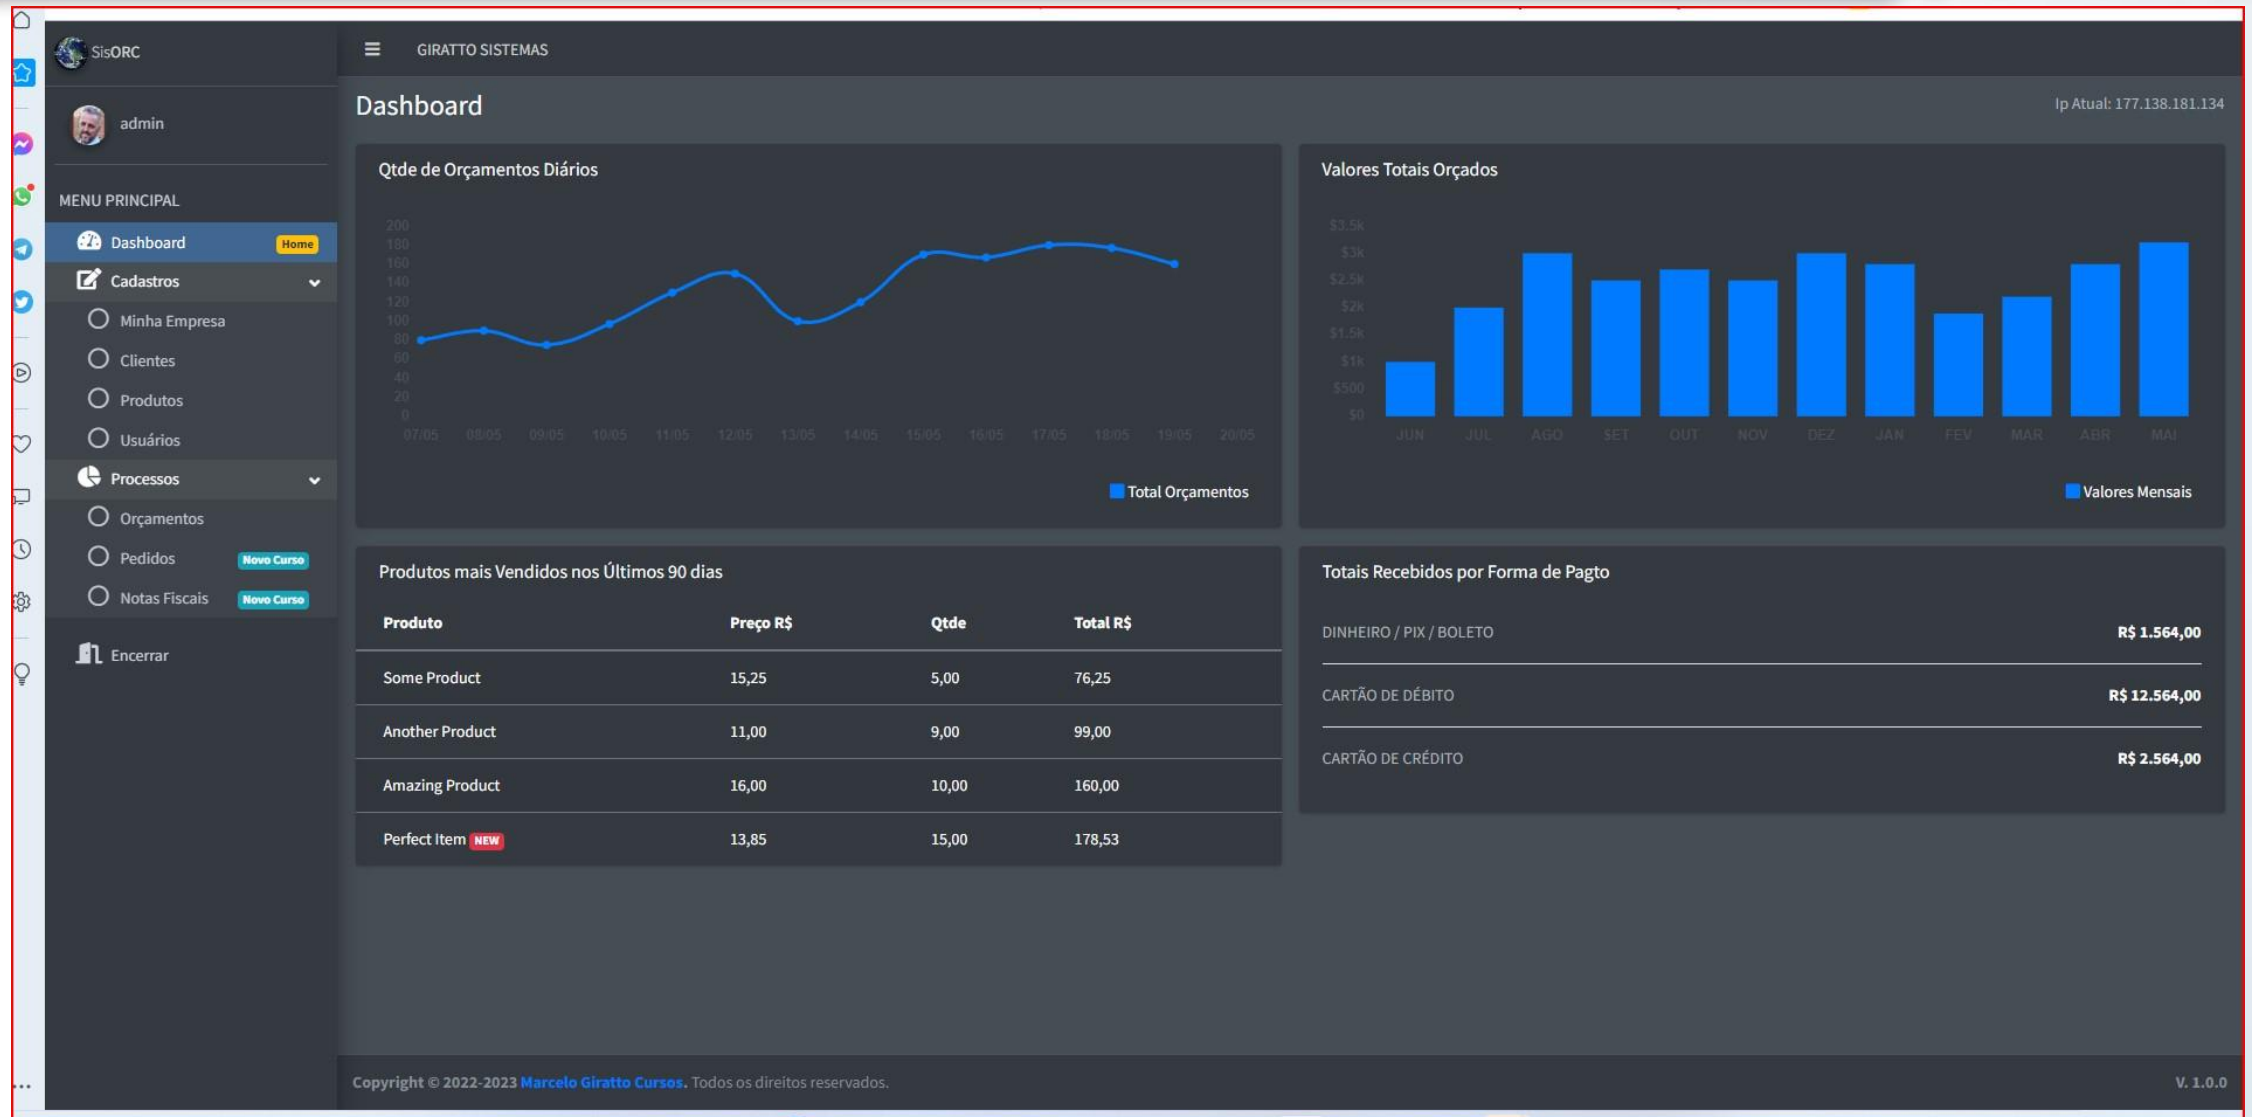 SisORC
GIRATTO SISTEMAS
admin
MENU PRINCIPAL
Dashboard Home
Cadastros
Minha Empresa
Clientes
Produtos
Usuários
Processos
Orçamentos
Pedidos Novo Curso
Notas Fiscais Novo Curso
Encerrar
Dashboard
Ip Atual: 177.138.181.134
Qtde de Orçamentos Diários
200
180
160
140
120
100
80
60
40
20
0
07/05 08/05 09/05 10/05 11/05 12/05 13/05 14/05 15/05 16/05 17/05 18/05 19/05 20/05
Total Orçamentos
Valores Totais Orçados
$3.5k
$3k
$2.5k
$2k
$1.5k
$1k
$500
$0
JUN JUL AGO SET OUT NOV DEZ JAN FEV MAR ABR MAI
Valores Mensais
Produtos mais Vendidos nos Últimos 90 dias
Produto Preço R$ Qtde Total R$
Some Product 15,25 5,00 76,25
Another Product 11,00 9,00 99,00
Amazing Product 16,00 10,00 160,00
Perfect Item NEW 13,85 15,00 178,53
Totais Recebidos por Forma de Pagto
DINHEIRO / PIX / BOLETO R$ 1.564,00
CARTÃO DE DÉBITO R$ 12.564,00
CARTÃO DE CRÉDITO R$ 2.564,00
Copyright © 2022-2023 Marcelo Giratto Cursos. Todos os direitos reservados.
V. 1.0.0